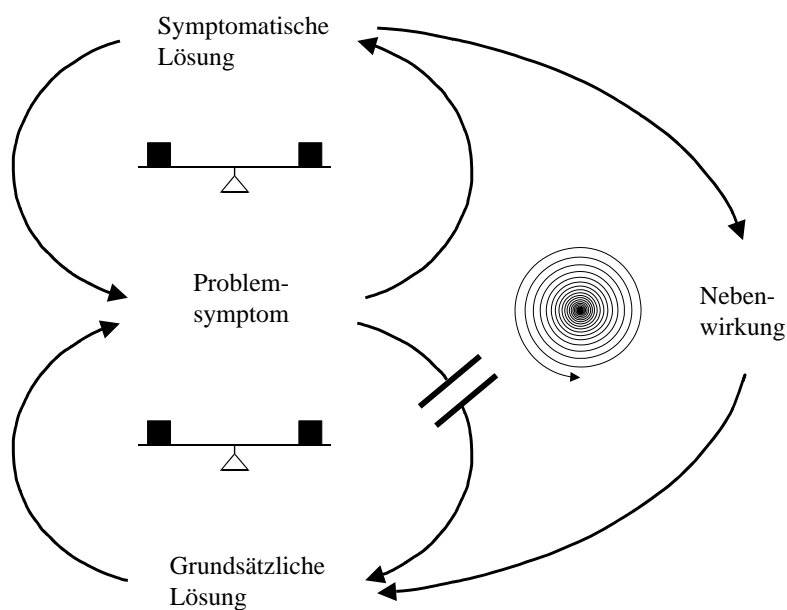 Symptomatische
Lösung
Problem-
symptom
Neben-
wirkung
Grundsätzliche
Lösung